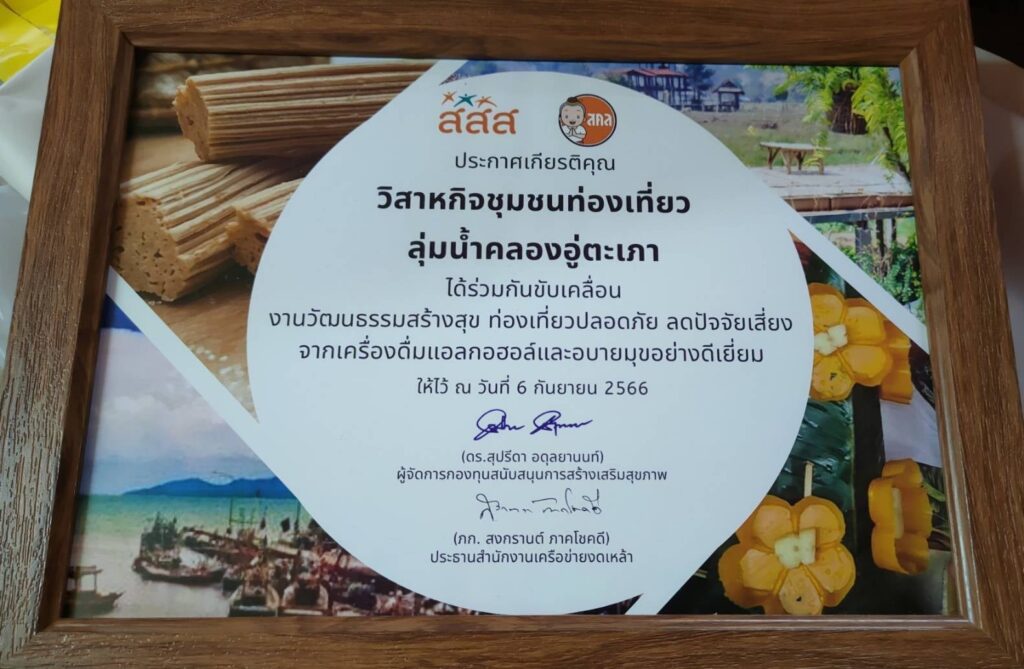 สสส
สคล
ประกาศเกียรติคุณ
วิสาหกิจชุมชนท่องเที่ยว
ลุ่มน้ำคลองอู่ตะเภา
ได้ร่วมกันขับเคลื่อน
งานวัฒนธรรมสร้างสุข ท่องเที่ยวปลอดภัย ลดปัจจัยเสี่ยง
จากเครื่องดื่มแอลกอฮอล์และอบายมุขอย่างดีเยี่ยม
ให้ไว้ ณ วันที่ 6 กันยายน 2566
(ดร.สุปรีดา อดุลยานนท์)
ผู้จัดการกองทุนสนับสนุนการสร้างเสริมสุขภาพ
(ภก. สงกรานต์ ภาคโชคดี)
ประธานสำนักงานเครือข่ายงดเหล้า